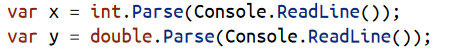 var x = int.Parse(Console.ReadLine());
var y = double.Parse(Console.ReadLine());